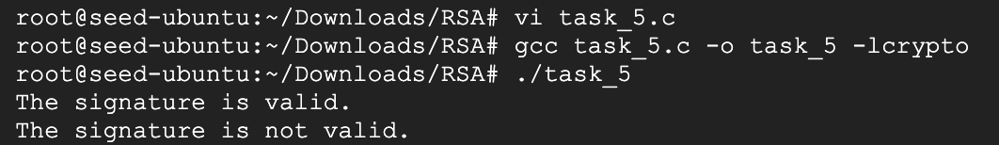 root@seed-ubuntu:~/Downloads/RSA# vi task_5.c
root@seed-ubuntu:~/Downloads/RSA# gcc task_5.c -o task_5 -lcrypto
root@seed-ubuntu:~/Downloads/RSA# ./task_5
The signature is valid.
The signature is not valid.